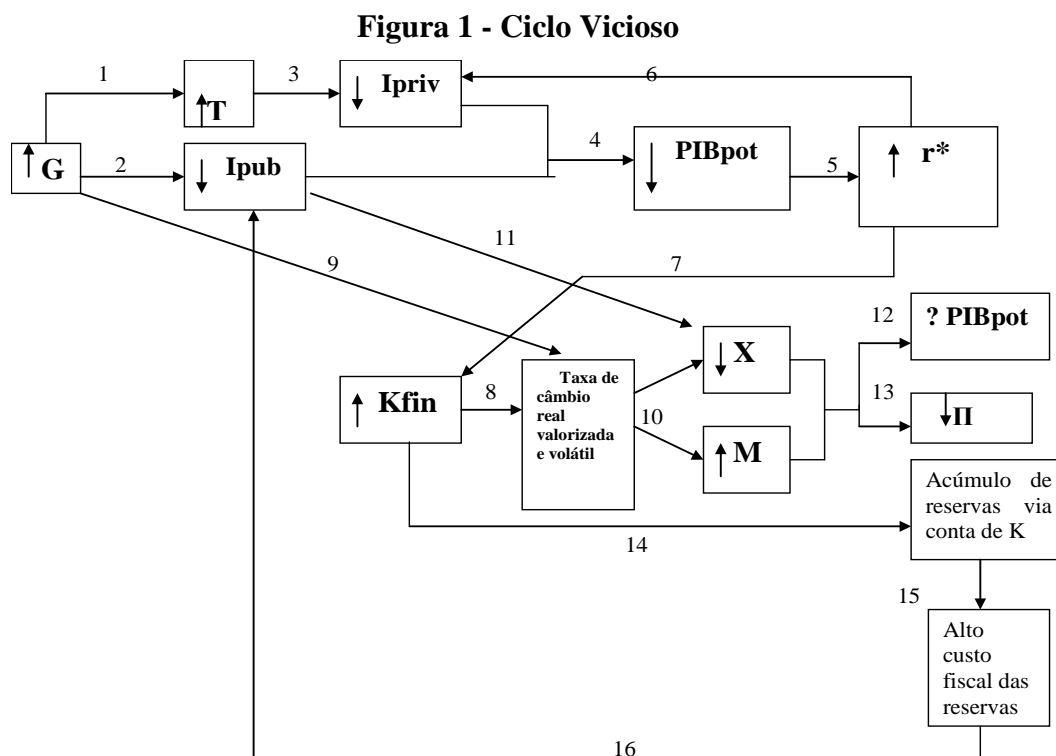 Figura 1 - Ciclo Vicioso
1
3
6
T
Ipriv
4
G
2
Ipub
PIBpot
5
r*
11
7
9
12
? PIBpot
X
Kfin
8
Taxa de
câmbio
real
valorizada
e volátil
10
13
Π
M
Acúmulo de
reservas via
conta de K
14
15
Alto
custo
fiscal das
reservas
16